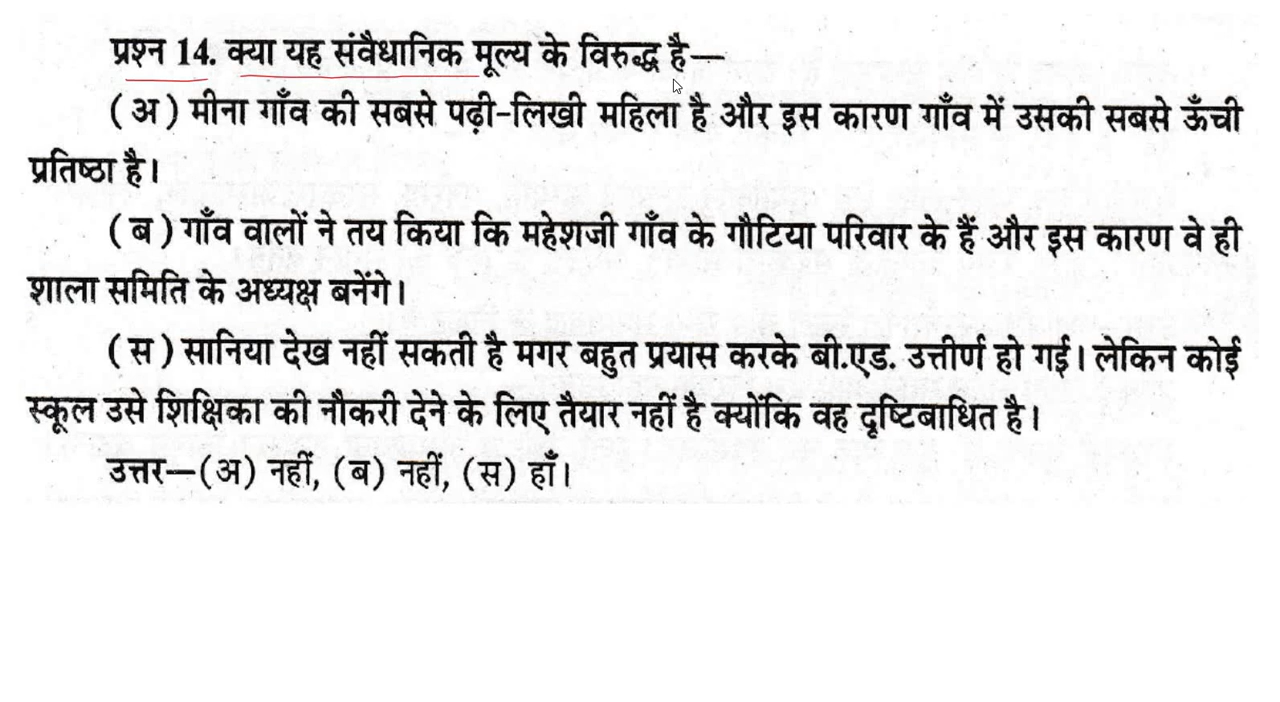 प्रश्न 14. क्या यह संवैधानिक मूल्य के विरुद्ध है—
(अ) मीना गाँव की सबसे पढ़ी-लिखी महिला है और इस कारण गाँव में उसकी सबसे ऊँची
प्रतिष्ठा है।
(ब) गाँव वालों ने तय किया कि महेशजी गाँव के गौटिया परिवार के हैं और इस कारण वे ही
शाला समिति के अध्यक्ष बनेंगे।
(स) सानिया देख नहीं सकती है मगर बहुत प्रयास करके बी.एड. उत्तीर्ण हो गई। लेकिन कोई
स्कूल उसे शिक्षिका की नौकरी देने के लिए तैयार नहीं है क्योंकि वह दृष्टिबाधित है।
उत्तर—(अ) नहीं, (ब) नहीं, (स) हाँ।